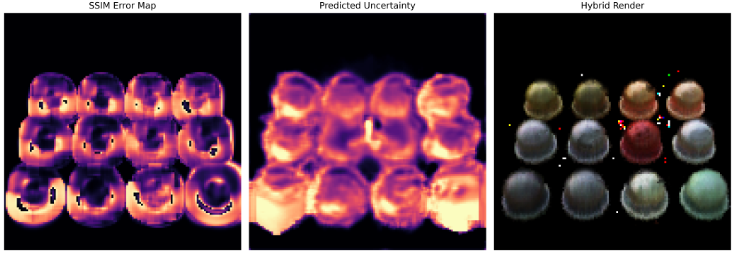 SSIM Error Map
Predicted Uncertainty
Hybrid Render